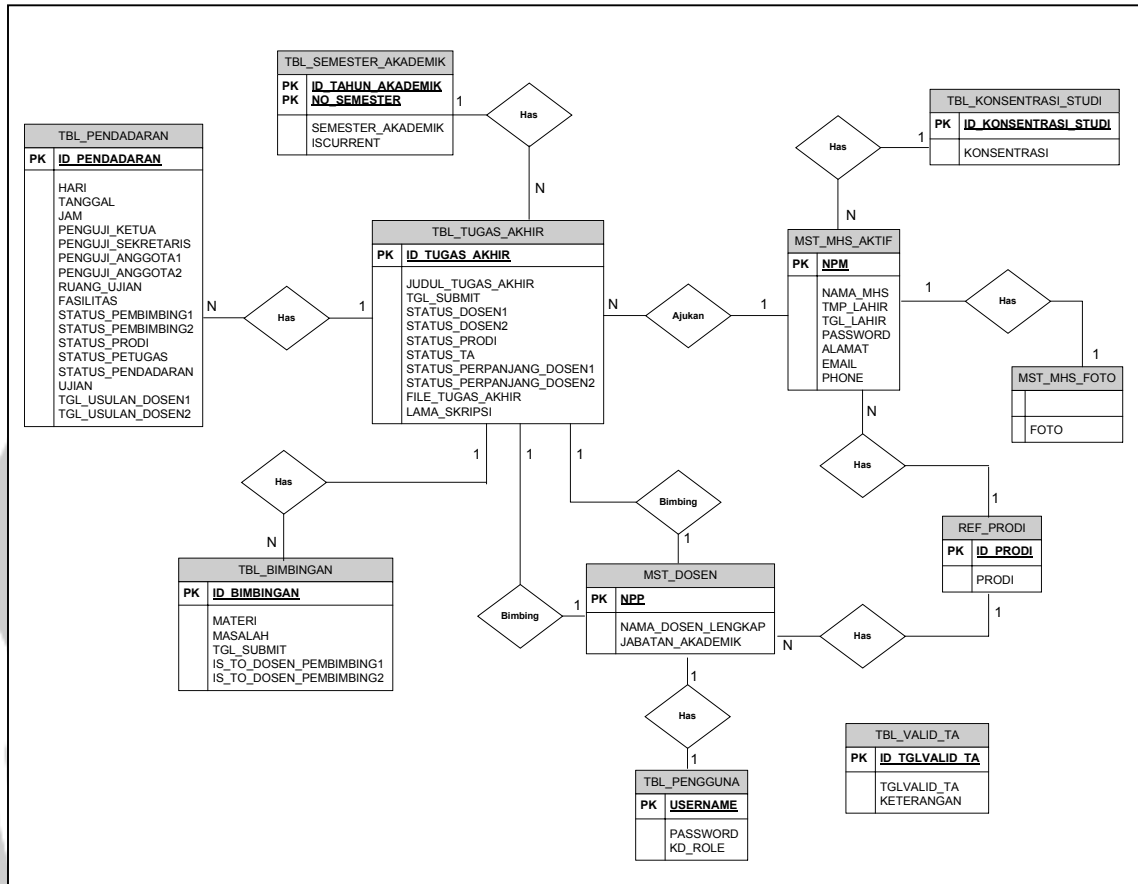 TBL_SEMESTER_AKADEMIK
PK ID_TAHUN_AKADEMIK
PK NO_SEMESTER
SEMESTER_AKADEMIK
ISCURRENT
1
Has
N
TBL_KONSENTRASI_STUDI
PK ID_KONSENTRASI_STUDI
KONSENTRASI
1
Has
N
TBL_PENDADARAN
PK ID_PENDADARAN
HARI
TANGGAL
JAM
PENGUJI_KETUA
PENGUJI_SEKRETARIS
PENGUJI_ANGGOTA1
PENGUJI_ANGGOTA2
RUANG_UJIAN
FASILITAS
STATUS_PEMBIMBING1
STATUS_PEMBIMBING2
STATUS_PRODI
STATUS_PETUGAS
STATUS_PENDADARAN
UJIAN
TGL_USULAN_DOSEN1
TGL_USULAN_DOSEN2
N
Has
1
TBL_TUGAS_AKHIR
PK ID_TUGAS_AKHIR
JUDUL_TUGAS_AKHIR
TGL_SUBMIT
STATUS_DOSEN1
STATUS_DOSEN2
STATUS_PRODI
STATUS_TA
STATUS_PERPANJANG_DOSEN1
STATUS_PERPANJANG_DOSEN2
FILE_TUGAS_AKHIR
LAMA_SKRIPSI
N
Ajukan
1
MST_MHS_AKTIF
PK NPM
NAMA_MHS
TMP_LAHIR
TGL_LAHIR
PASSWORD
ALAMAT
EMAIL
PHONE
1
Has
1
MST_MHS_FOTO
FOTO
N
Has
1
REF_PRODI
PK ID_PRODI
PRODI
1
Has
N
1
Has
N
TBL_BIMBINGAN
PK ID_BIMBINGAN
MATERI
MASALAH
TGL_SUBMIT
IS_TO_DOSEN_PEMBIMBING1
IS_TO_DOSEN_PEMBIMBING2
1
Bimbing
1
1
Bimbing
1
MST_DOSEN
PK NPP
NAMA_DOSEN_LENGKAP
JABATAN_AKADEMIK
1
Has
1
TBL_PENGGUNA
PK USERNAME
PASSWORD
KD_ROLE
TBL_VALID_TA
PK ID_TGLVALID_TA
TGLVALID_TA
KETERANGAN